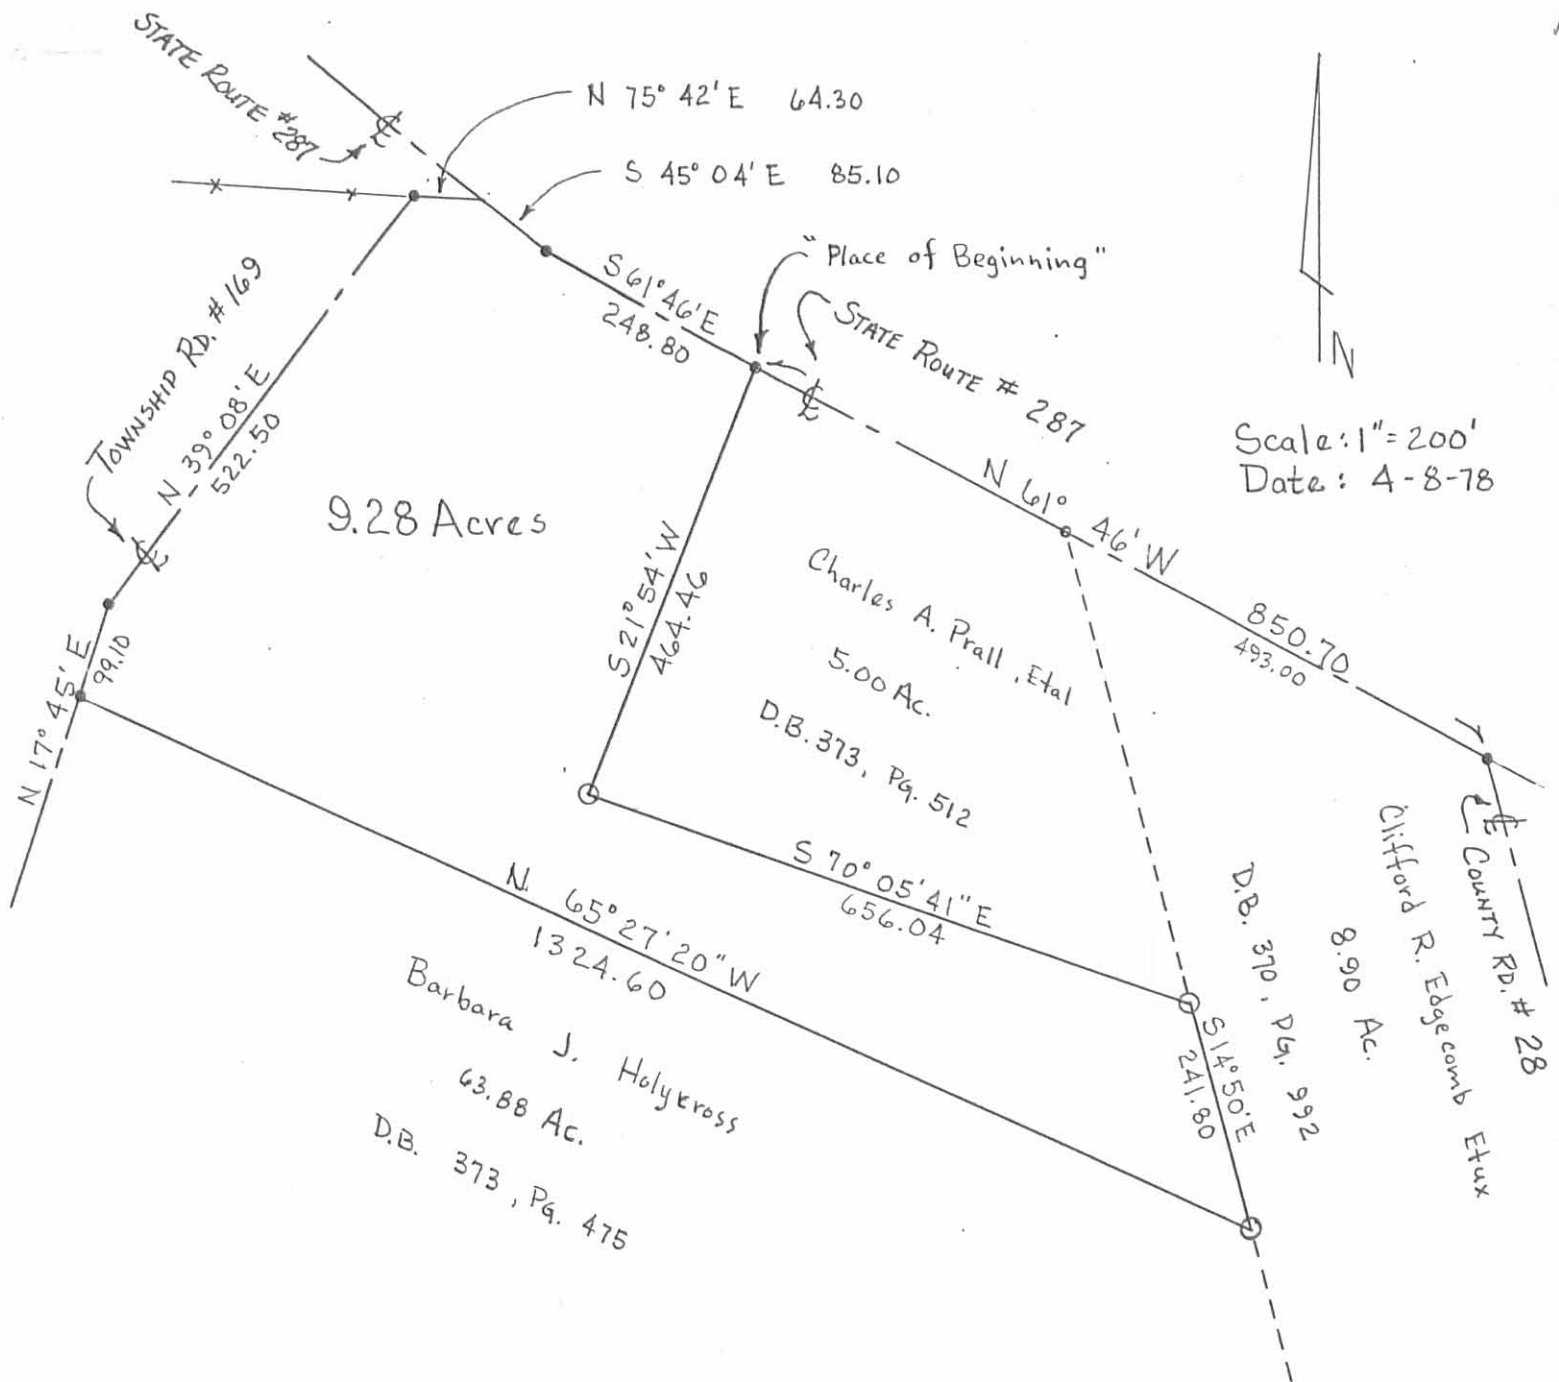 STATE ROUTE #287
℄
N 75° 42' E 64.30
S 45° 04' E 85.10
"Place of Beginning"
S 61° 46' E
248.80
STATE ROUTE # 287
℄
N
Scale: 1" = 200'
Date: 4-8-78
TOWNSHIP RD. # 169
℄
N 39° 08' E
522.50
9.28 Acres
N 61° 46' W
850.70
493.00
S 21° 54' W
464.46
Charles A. Prall, Etal
5.00 Ac.
D.B. 373, Pg. 512
N 17° 45' E
99.10
S 70° 05' 41" E
656.04
N. 65° 27' 20" W
1324.60
℄ COUNTY RD. # 28
Clifford R. Edgecomb Etux
8.90 Ac.
D.B. 370, PG. 992
S 14° 50' E
241.80
Barbara J. Holycross
63.88 Ac.
D.B. 373, Pg. 475